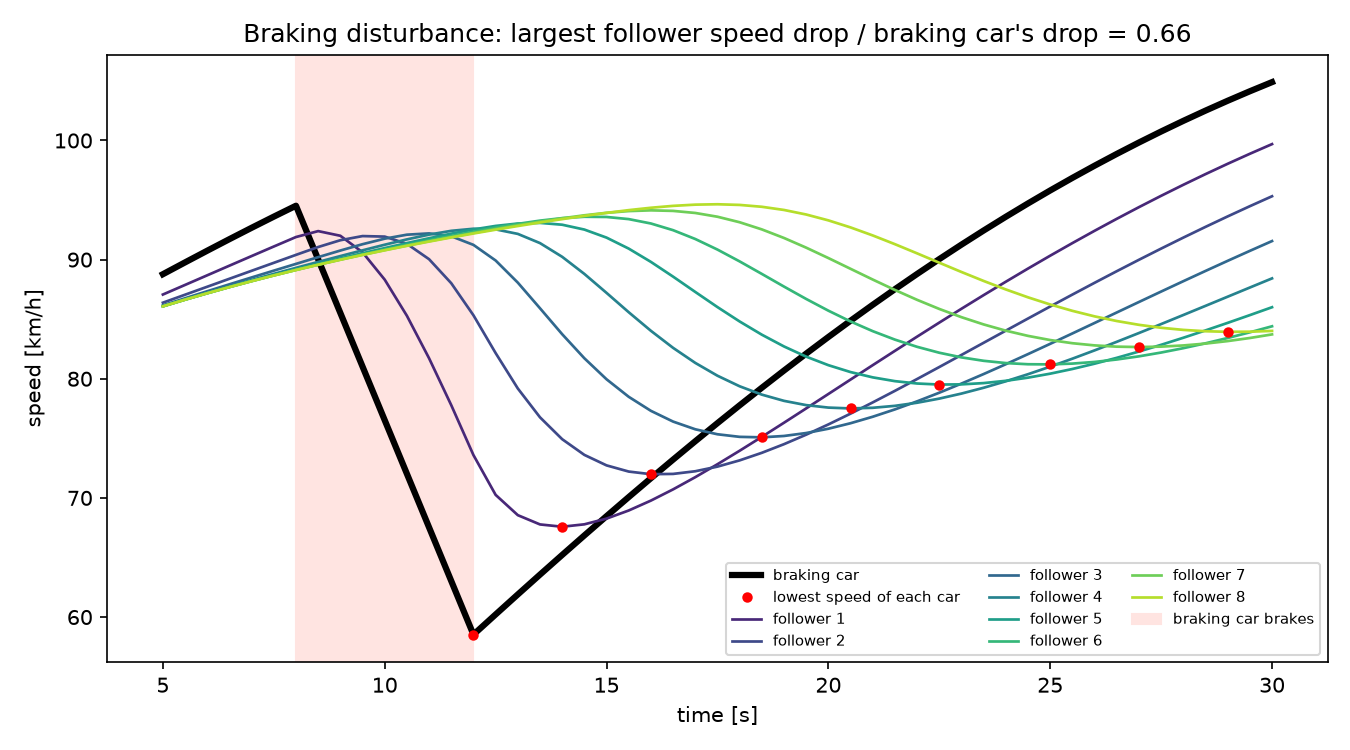 Braking disturbance: largest follower speed drop / braking car's drop = 0.66
speed [km/h]
100
90
80
70
60
5
10
15
20
25
30
time [s]
braking car
lowest speed of each car
follower 1
follower 2
follower 3
follower 4
follower 5
follower 6
follower 7
follower 8
braking car brakes